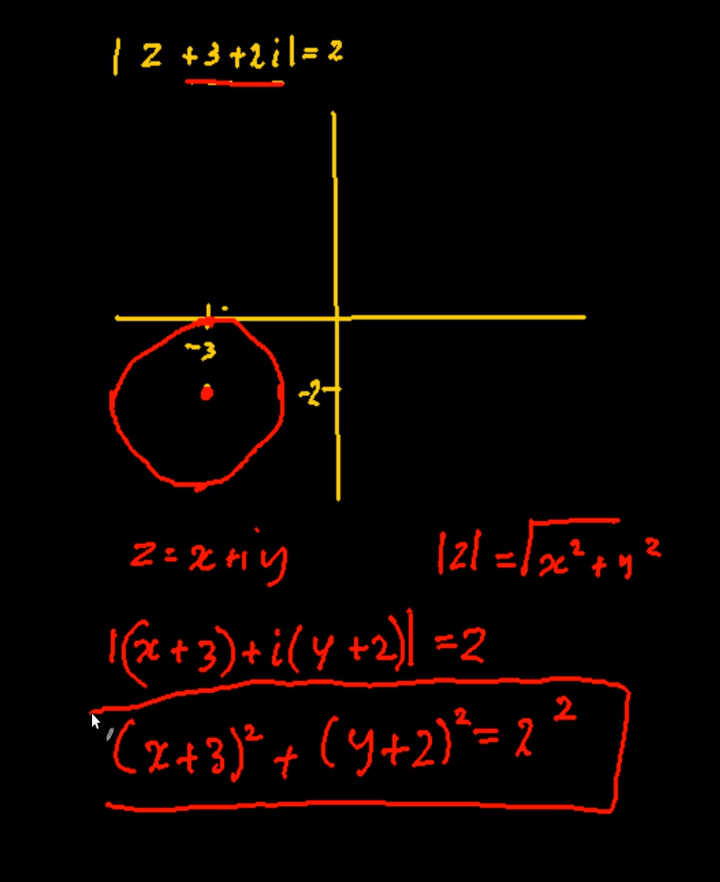 | z +3+2i|=2
-3
-2
z = x+iy
|z| = √x² + y²
|(x+3)+i(y+2)| =2
(x+3)² + (y+2)² = 2²